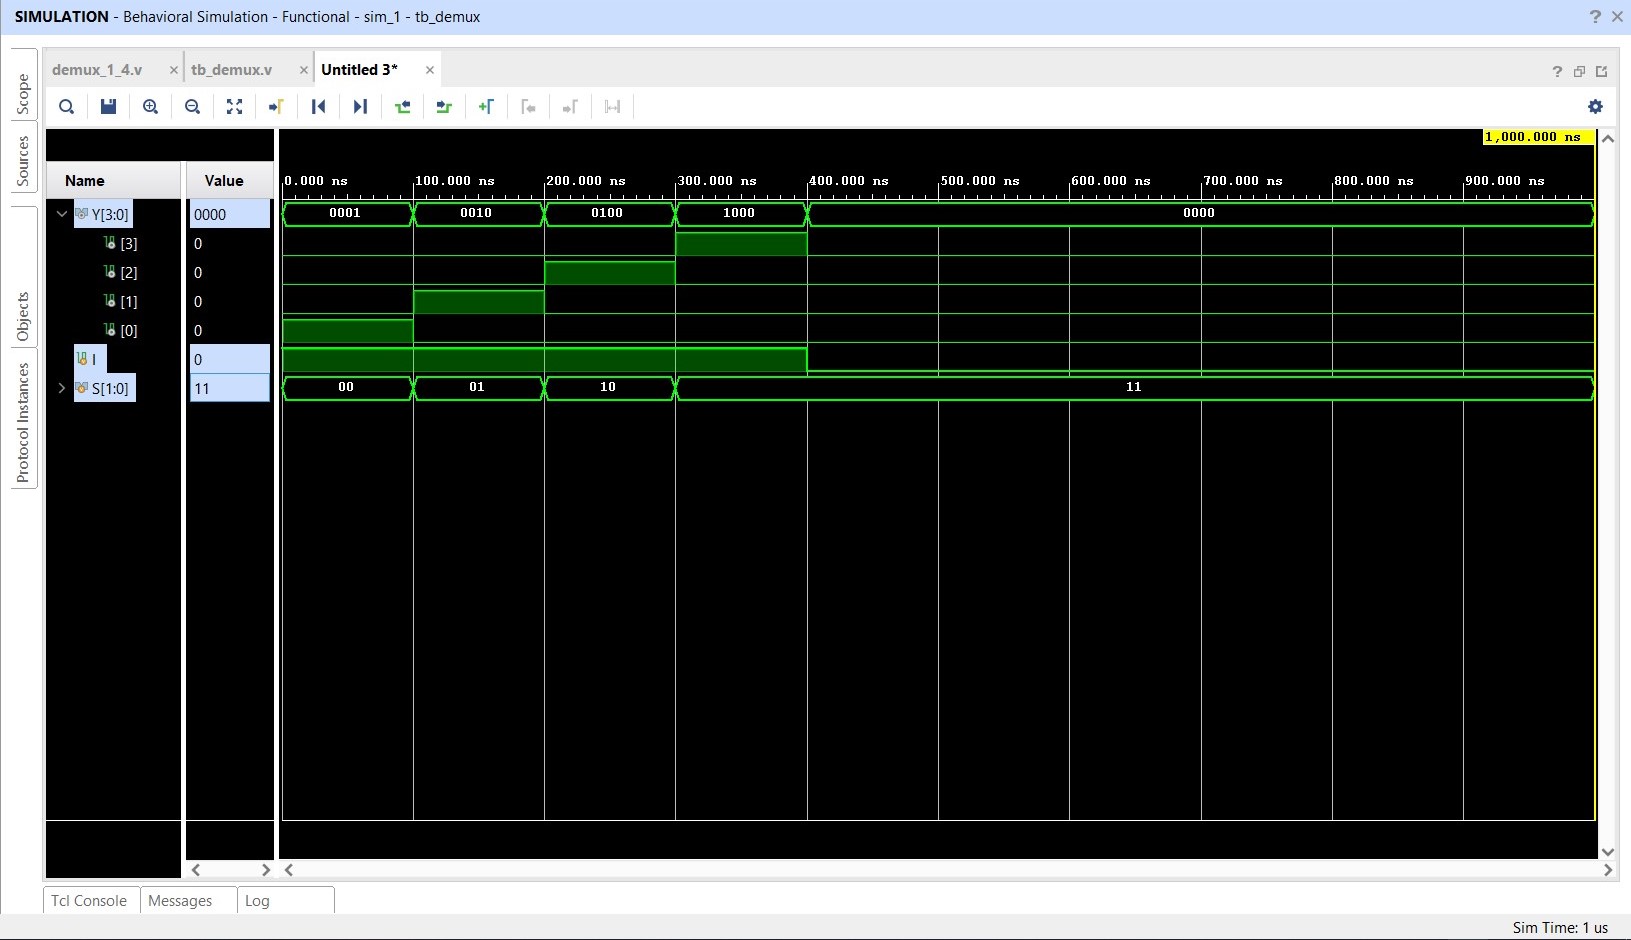 SIMULATION - Behavioral Simulation - Functional - sim_1 - tb_demux
Scope
Sources
Objects
Protocol Instances
demux_1_4.v
tb_demux.v
Untitled 3*
1,000.000 ns
Name Value
0.000 ns 100.000 ns 200.000 ns 300.000 ns 400.000 ns 500.000 ns 600.000 ns 700.000 ns 800.000 ns 900.000 ns
Y[3:0] 0000 0001 0010 0100 1000 0000
[3] 0
[2] 0
[1] 0
[0] 0
I 0
S[1:0] 11 00 01 10 11
Tcl Console Messages Log
Sim Time: 1 us